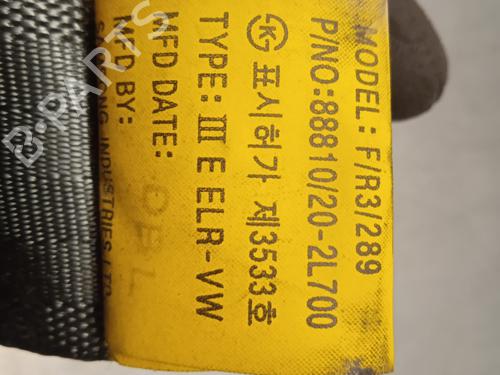 MODEL: F/R3/289
P/NO: 88810/20-2L700
표시허가 제3533호
TYPE: III E ELR-VW
MFD DATE:
MFD BY:
INDUSTRIES LTD